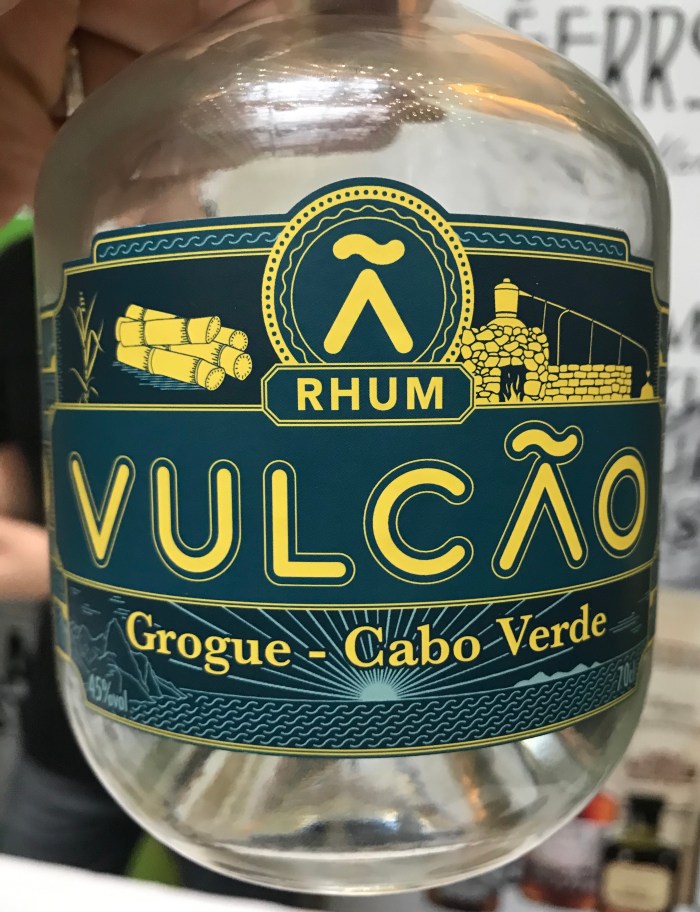 Ã
RHUM
VULCÃO
Grogue - Cabo Verde
45%vol
70cl